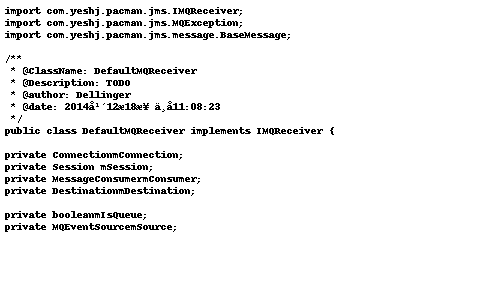 import com.yeshj.pacman.jms.IMQReceiver;
import com.yeshj.pacman.jms.MQException;
import com.yeshj.pacman.jms.message.BaseMessage;
/**
* @ClassName: DefaultMQReceiver
* @Description: TODO
* @author: Dellinger
* @date: 2014å¹´12æ18æ¥ ä¸å11:08:23
*/
public class DefaultMQReceiver implements IMQReceiver {
private ConnectionmConnection;
private Session mSession;
private MessageConsumermConsumer;
private DestinationmDestination;
private booleanmIsQueue;
private MQEventSourcemSource;